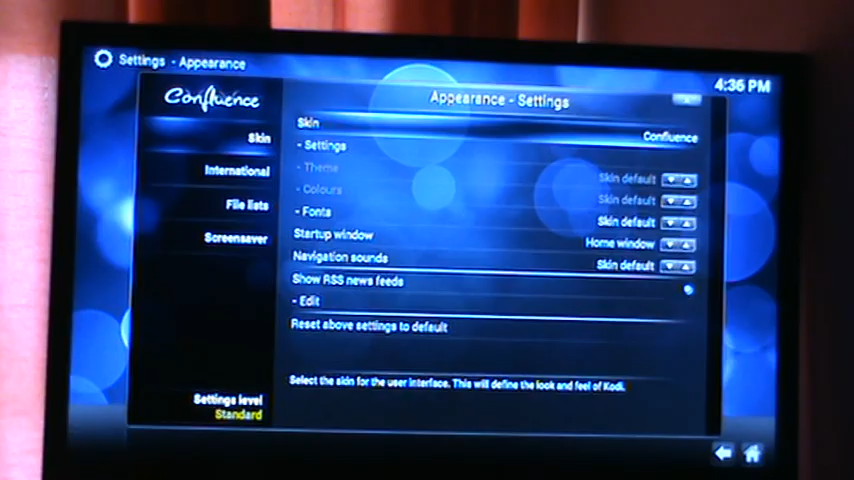 Settings - Appearance
4:36 PM
Confluence
Appearance - Settings
Skin
International
File lists
Screensaver
Skin Confluence
- Settings
- Theme Skin default
- Colours Skin default
- Fonts Skin default
Startup window Home window
Navigation sounds Skin default
Show RSS news feeds
- Edit
Reset above settings to default
Select the skin for the user interface. This will define the look and feel of Kodi.
Settings level
Standard